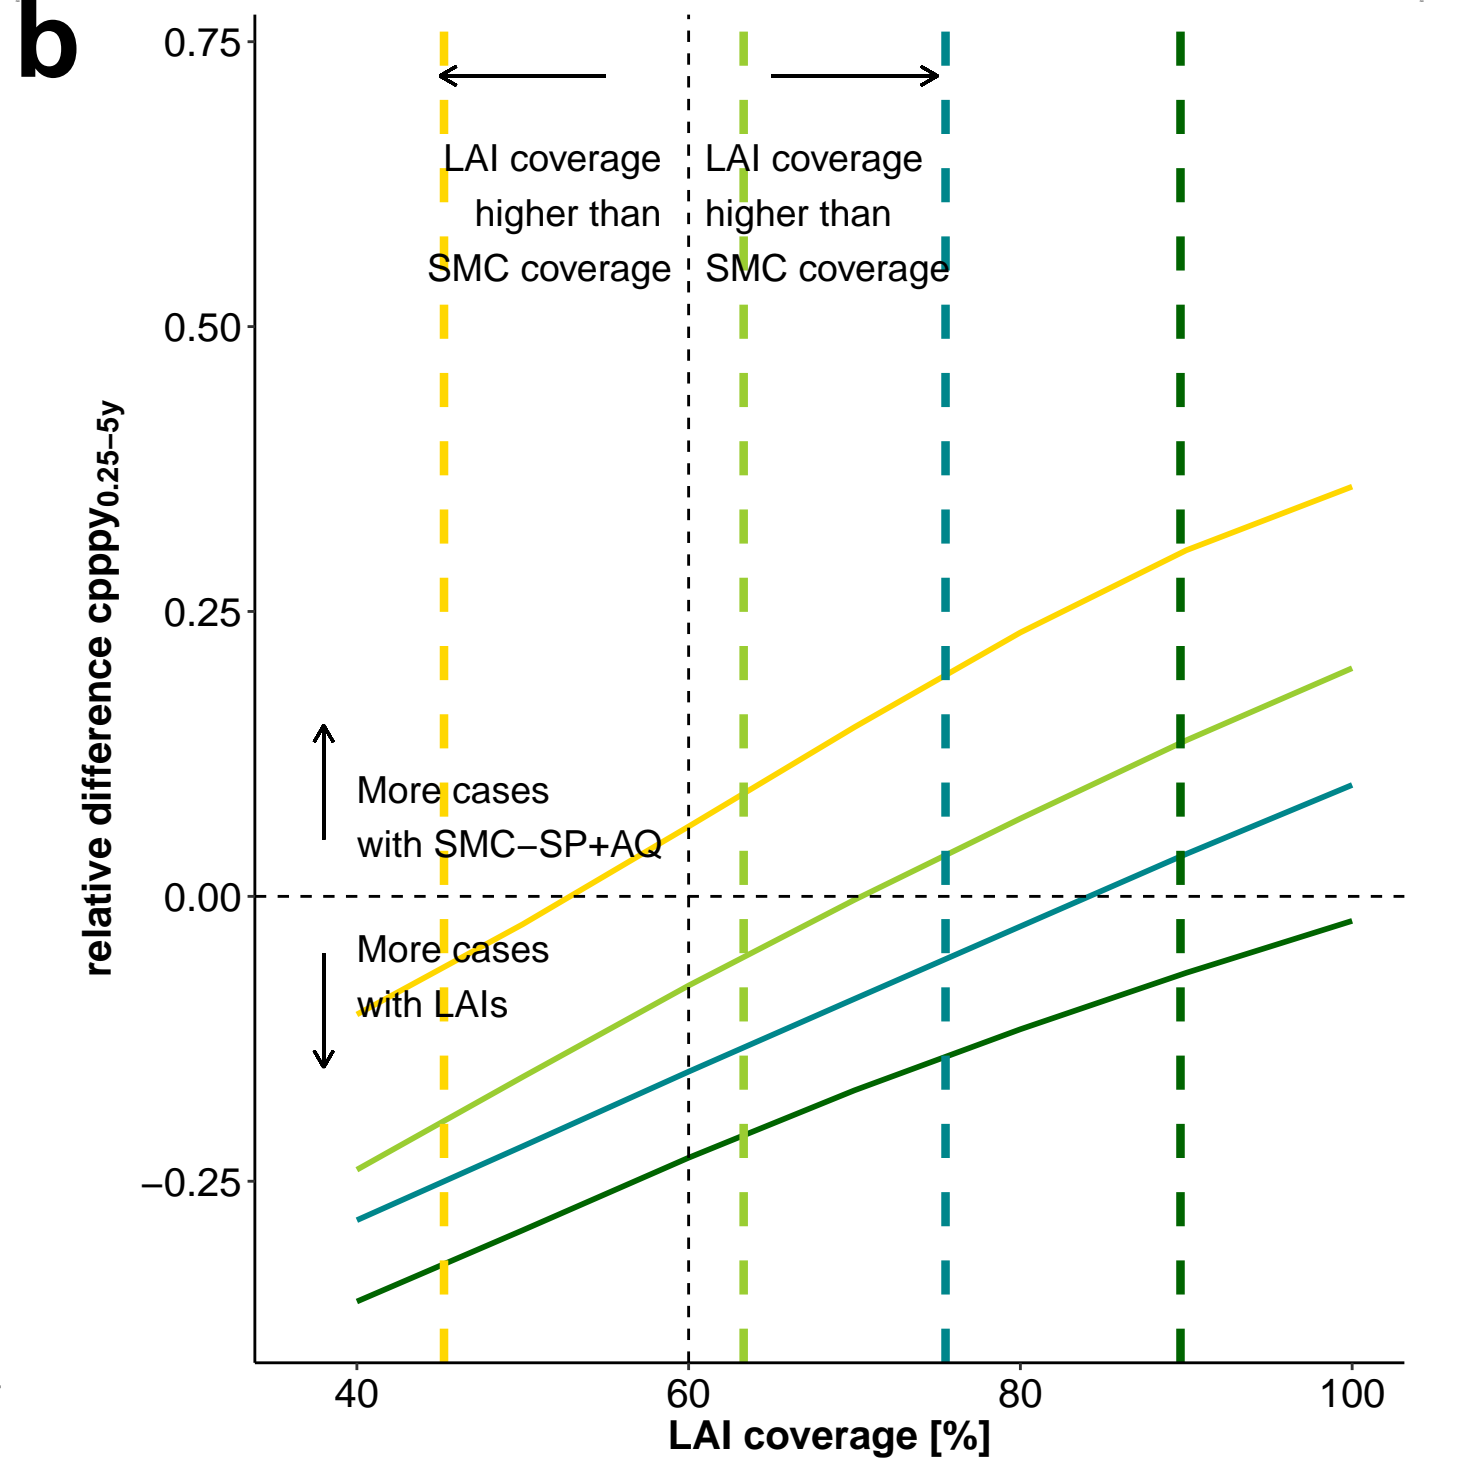 b
0.75
0.50
0.25
0.00
−0.25
relative difference cpppy0.25−5y
LAI coverage
higher than
SMC coverage
LAI coverage
higher than
SMC coverage
More cases
with SMC−SP+AQ
More cases
with LAIs
40 60 80 100
LAI coverage [%]